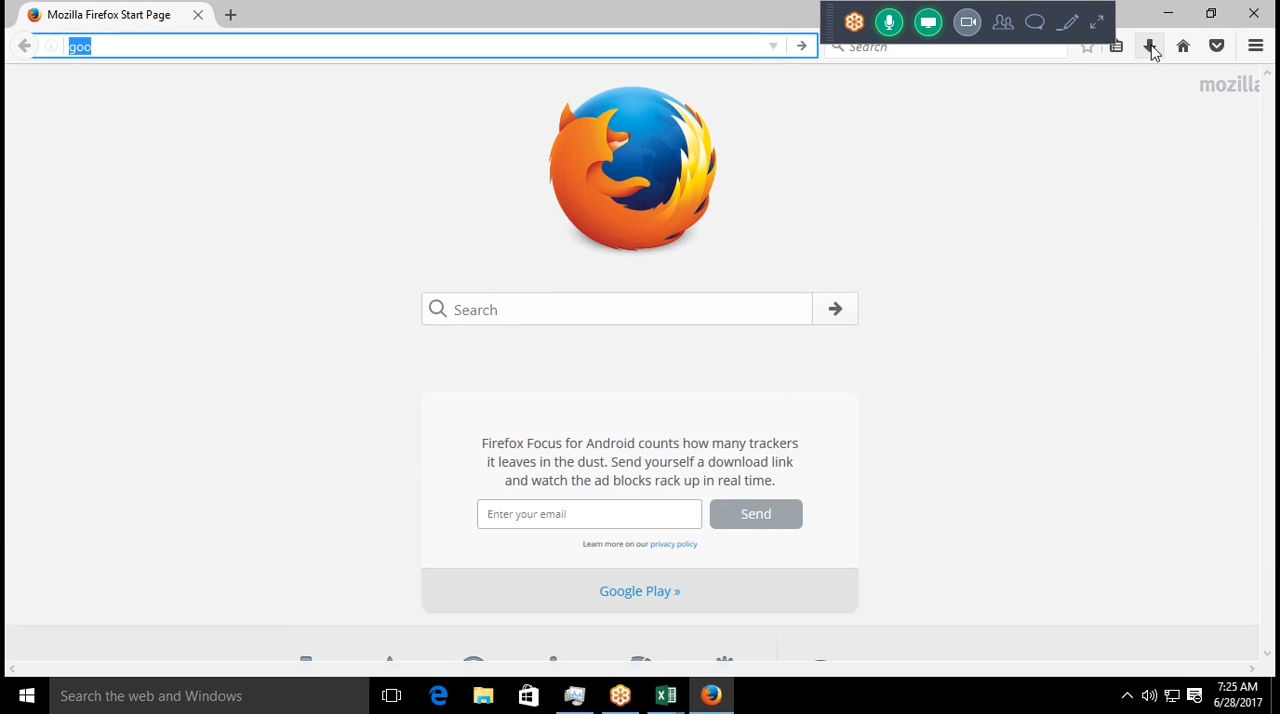 Mozilla Firefox Start Page
goo
Search
mozilla
Search
Firefox Focus for Android counts how many trackers
it leaves in the dust. Send yourself a download link
and watch the ad blocks rack up in real time.
Enter your email
Send
Learn more on our privacy policy
Google Play »
Search the web and Windows
7:25 AM
6/28/2017